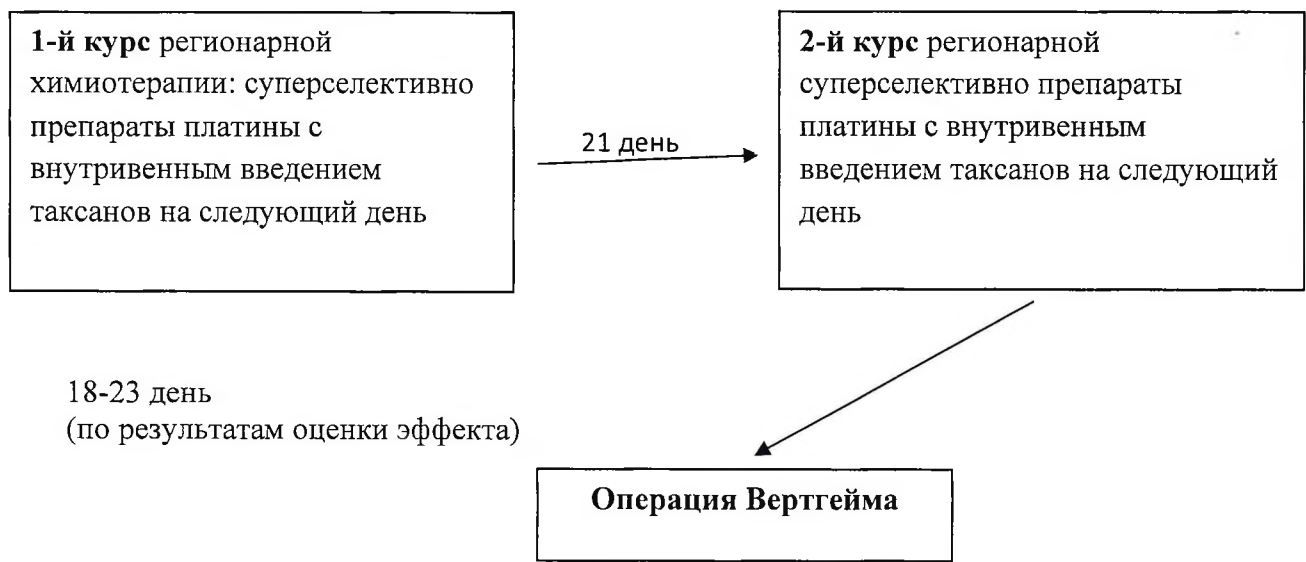 1-й курс регионарной
химиотерапии: суперселективно
препараты платины с
внутривенным введением
таксанов на следующий день
21 день
2-й курс регионарной
суперселективно препараты
платины с внутривенным
введением таксанов на следующий
день
18-23 день
(по результатам оценки эффекта)
Операция Вертгейма